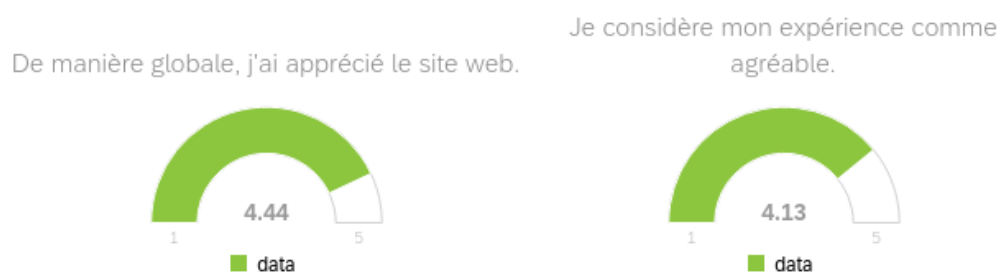 De manière globale, j'ai apprécié le site web.
4.44
1
5
data
Je considère mon expérience comme
agréable.
4.13
1
5
data